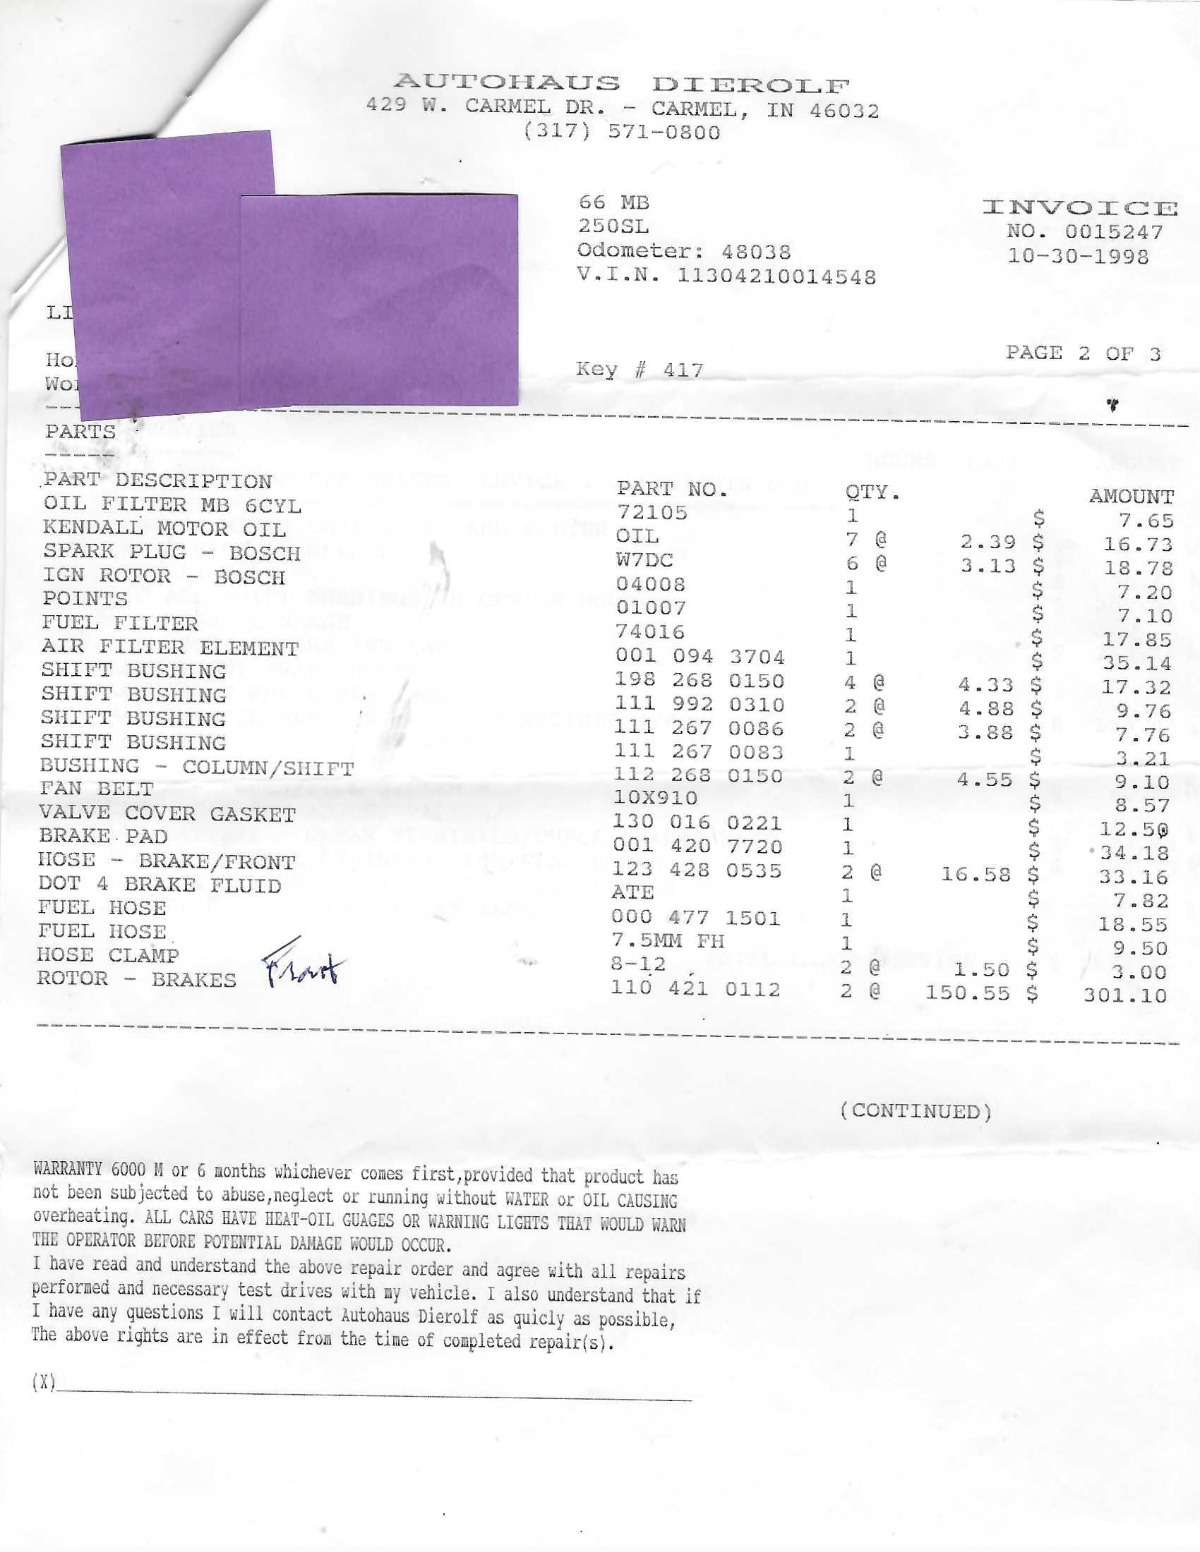 AUTOHAUS DIEROLF
429 W. CARMEL DR. - CARMEL, IN 46032
(317) 571-0800
66 MB
250SL
Odometer: 48038
V.I.N. 11304210014548
INVOICE
NO. 0015247
10-30-1998
LI
Ho
Wo
Key # 417
PAGE 2 OF 3
PARTS
PART DESCRIPTION PART NO. QTY. AMOUNT
OIL FILTER MB 6CYL 72105 1 $ 7.65
KENDALL MOTOR OIL OIL 7 @ 2.39 $ 16.73
SPARK PLUG - BOSCH W7DC 6 @ 3.13 $ 18.78
IGN ROTOR - BOSCH 04008 1 $ 7.20
POINTS 01007 1 $ 7.10
FUEL FILTER 74016 1 $ 17.85
AIR FILTER ELEMENT 001 094 3704 1 $ 35.14
SHIFT BUSHING 198 268 0150 4 @ 4.33 $ 17.32
SHIFT BUSHING 111 992 0310 2 @ 4.88 $ 9.76
SHIFT BUSHING 111 267 0086 2 @ 3.88 $ 7.76
SHIFT BUSHING 111 267 0083 1 $ 3.21
BUSHING - COLUMN/SHIFT 112 268 0150 2 @ 4.55 $ 9.10
FAN BELT 10X910 1 $ 8.57
VALVE COVER GASKET 130 016 0221 1 $ 12.50
BRAKE PAD 001 420 7720 1 $ 34.18
HOSE - BRAKE/FRONT 123 428 0535 2 @ 16.58 $ 33.16
DOT 4 BRAKE FLUID ATE 1 $ 7.82
FUEL HOSE 000 477 1501 1 $ 18.55
FUEL HOSE 7.5MM FH 1 $ 9.50
HOSE CLAMP 8-12 2 @ 1.50 $ 3.00
ROTOR - BRAKES Front 110 421 0112 2 @ 150.55 $ 301.10
(CONTINUED)
WARRANTY 6000 M or 6 months whichever comes first,provided that product has
not been subjected to abuse,neglect or running without WATER or OIL CAUSING
overheating. ALL CARS HAVE HEAT-OIL GUAGES OR WARNING LIGHTS THAT WOULD WARN
THE OPERATOR BEFORE POTENTIAL DAMAGE WOULD OCCUR.
I have read and understand the above repair order and agree with all repairs
performed and necessary test drives with my vehicle. I also understand that if
I have any questions I will contact Autohaus Dierolf as quicly as possible,
The above rights are in effect from the time of completed repair(s).
(X)